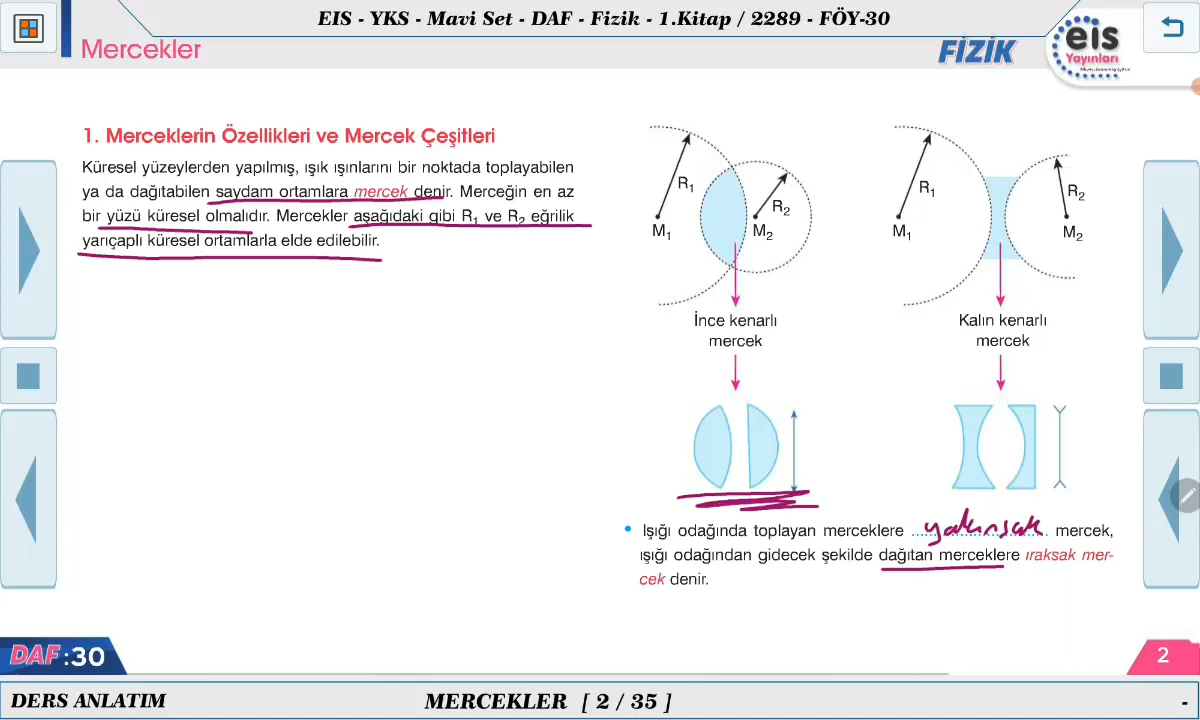 EIS - YKS - Mavi Set - DAF - Fizik - 1.Kitap / 2289 - FÖY-30
Mercekler
FİZİK
eis
Yayınları
1. Merceklerin Özellikleri ve Mercek Çeşitleri
Küresel yüzeylerden yapılmış, ışık ışınlarını bir noktada toplayabilen
ya da dağıtabilen saydam ortamlara mercek denir. Merceğin en az
bir yüzü küresel olmalıdır. Mercekler aşağıdaki gibi R₁ ve R₂ eğrilik
yarıçaplı küresel ortamlarla elde edilebilir.
R₁
R₂
M₁
M₂
R₁
R₂
M₁
M₂
İnce kenarlı
mercek
Kalın kenarlı
mercek
• Işığı odağında toplayan merceklere yakınsak mercek,
ışığı odağından gidecek şekilde dağıtan merceklere ıraksak mer-
cek denir.
DAF:30
2
DERS ANLATIM
MERCEKLER [ 2 / 35 ]
-